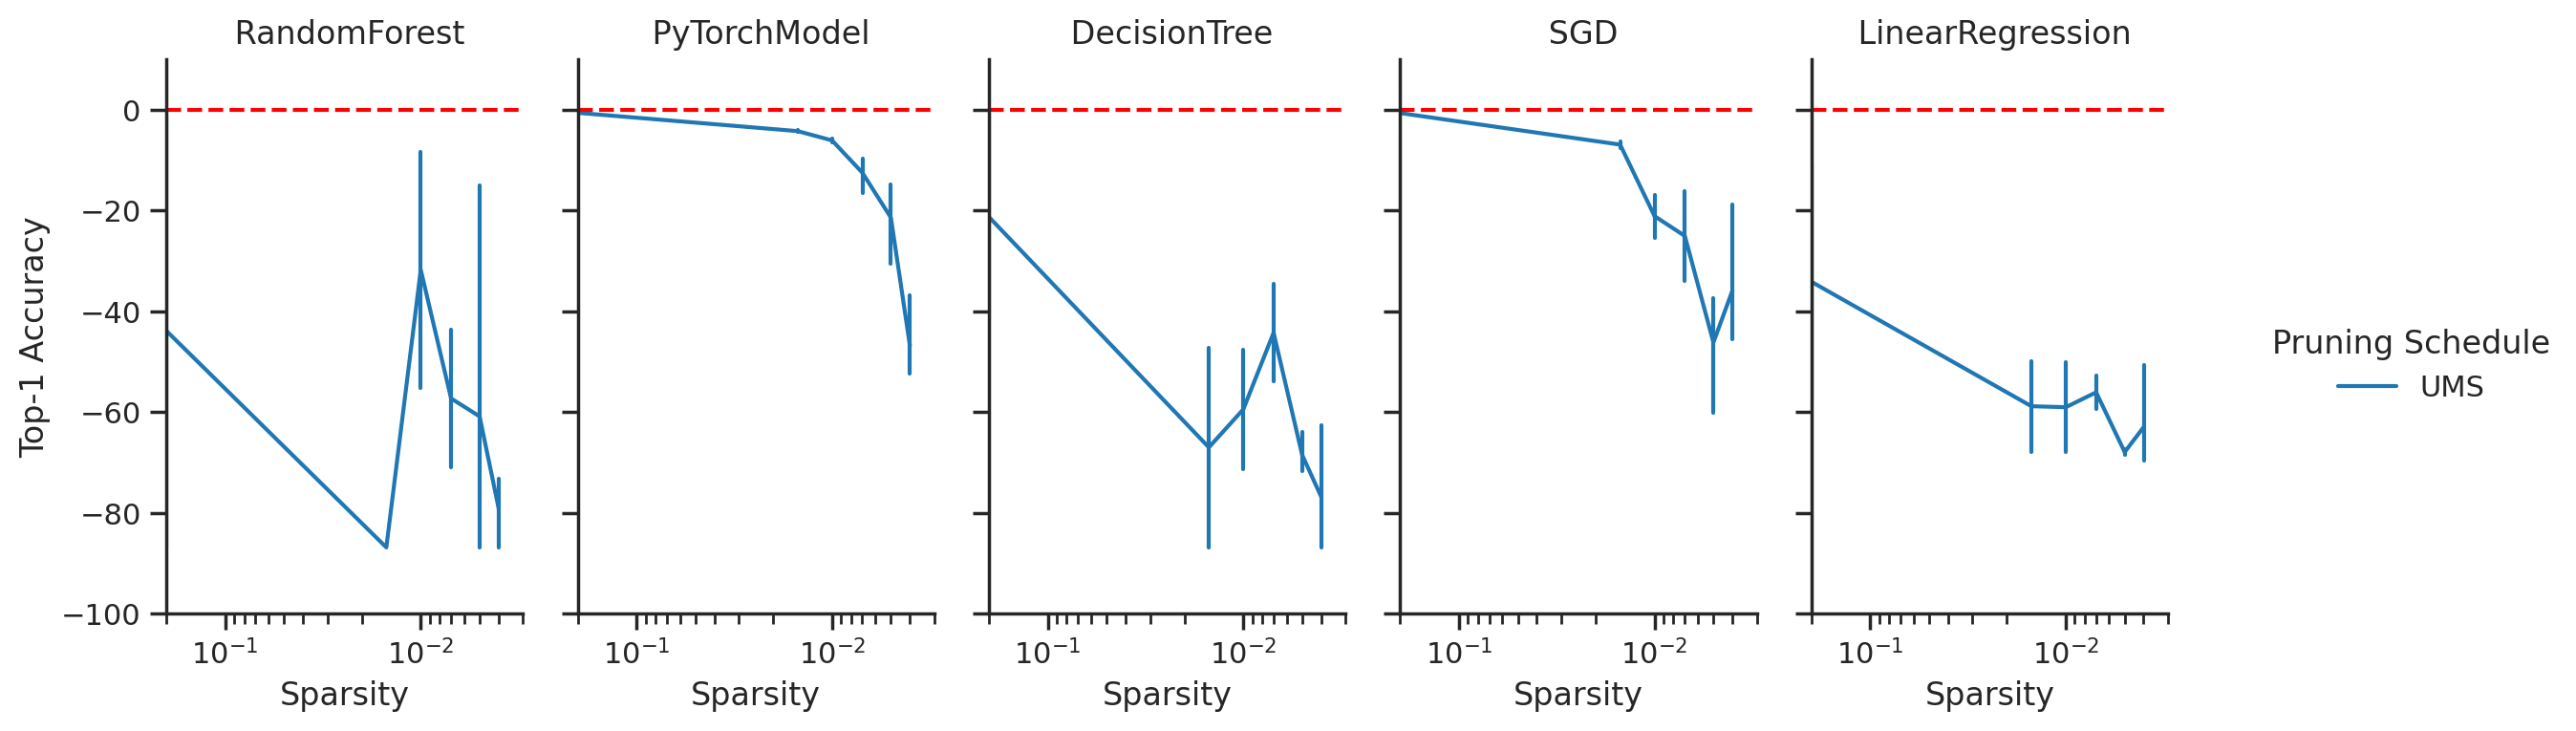 RandomForest PyTorchModel DecisionTree SGD LinearRegression
Top-1 Accuracy
0
−20
−40
−60
−80
−100
10⁻¹ 10⁻² 10⁻¹ 10⁻² 10⁻¹ 10⁻² 10⁻¹ 10⁻² 10⁻¹ 10⁻²
Sparsity Sparsity Sparsity Sparsity Sparsity
Pruning Schedule
UMS